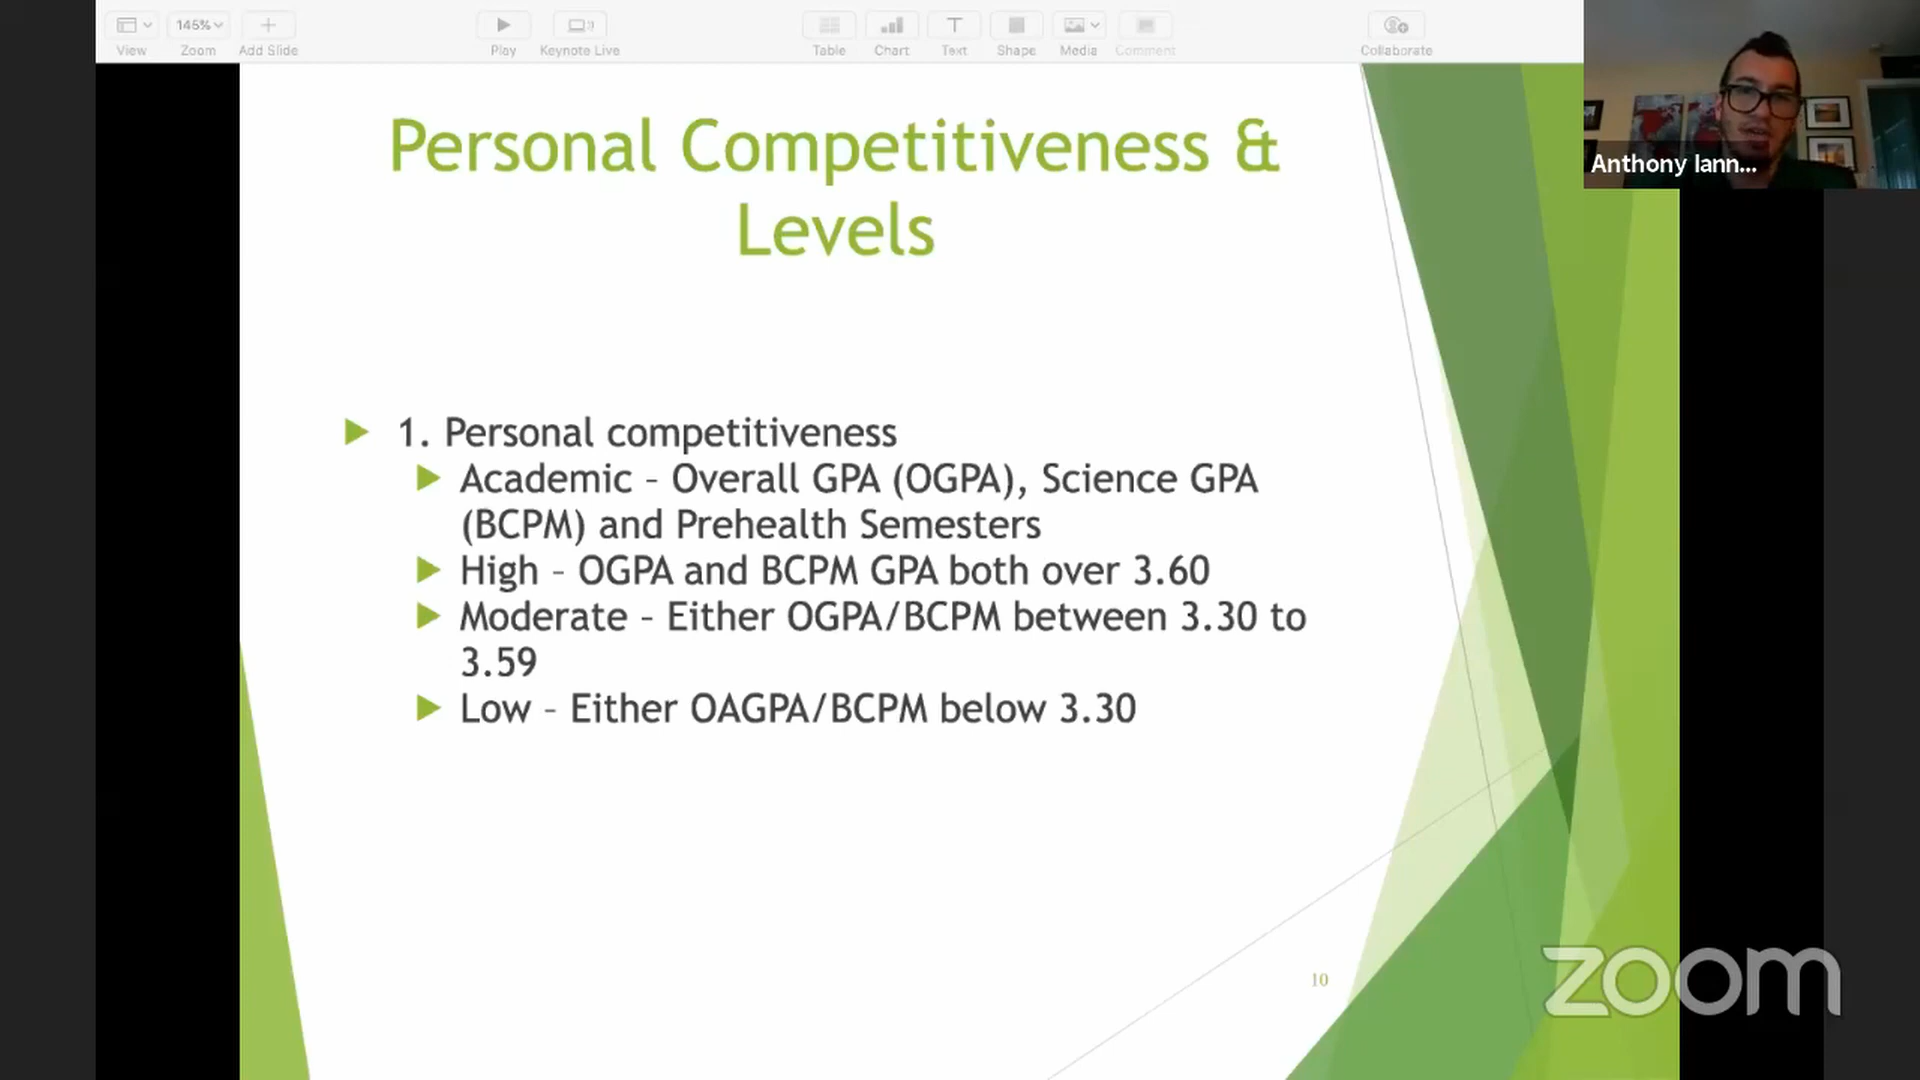 145%
View
Zoom
Add Slide
Play
Keynote Live
Table
Chart
Text
Shape
Media
Comment
Collaborate
Anthony Iann...
Personal Competitiveness &
Levels
1. Personal competitiveness
Academic – Overall GPA (OGPA), Science GPA
(BCPM) and Prehealth Semesters
High – OGPA and BCPM GPA both over 3.60
Moderate – Either OGPA/BCPM between 3.30 to
3.59
Low – Either OAGPA/BCPM below 3.30
10
zoom